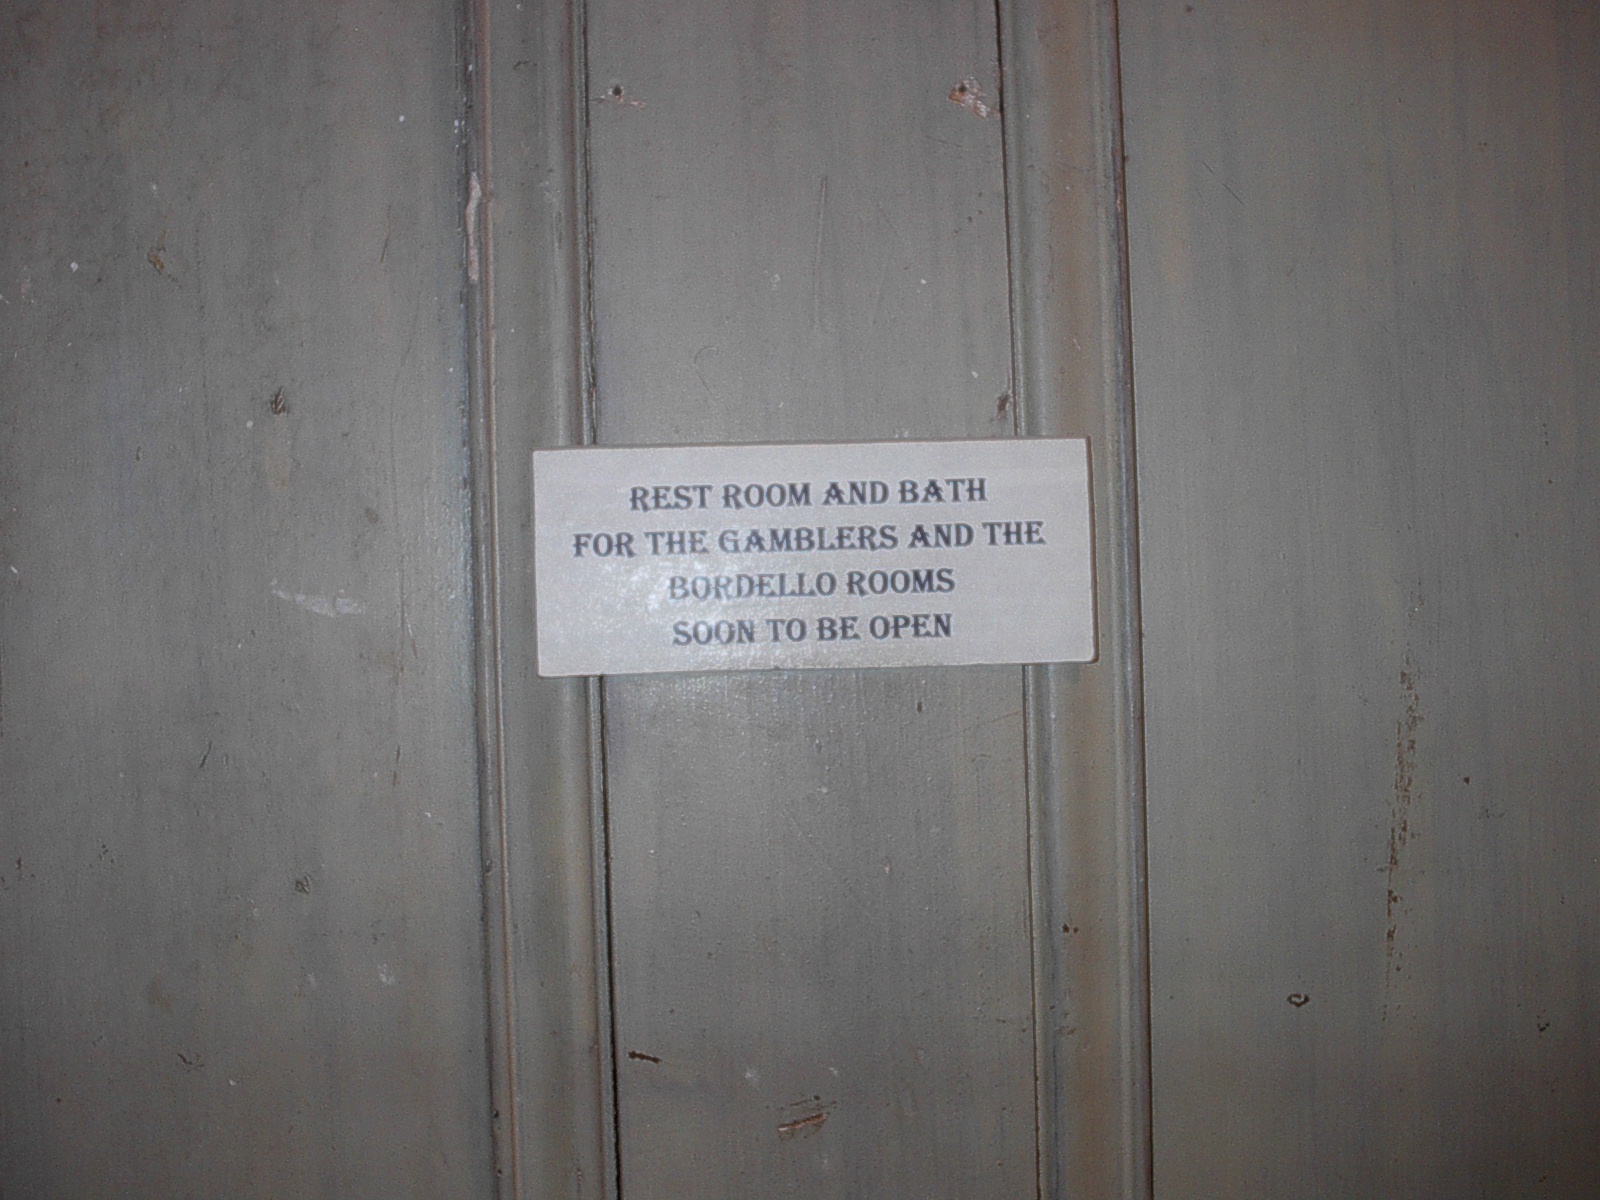 REST ROOM AND BATH
FOR THE GAMBLERS AND THE
BORDELLO ROOMS
SOON TO BE OPEN